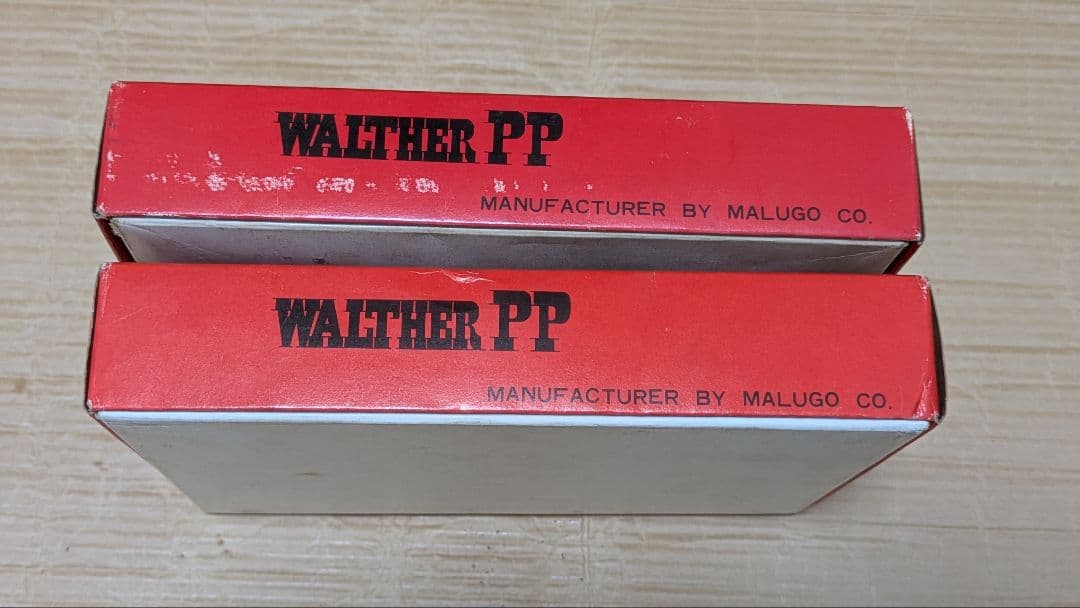 WALTHER PP
MANUFACTURER BY MALUGO CO.
WALTHER PP
MANUFACTURER BY MALUGO CO.